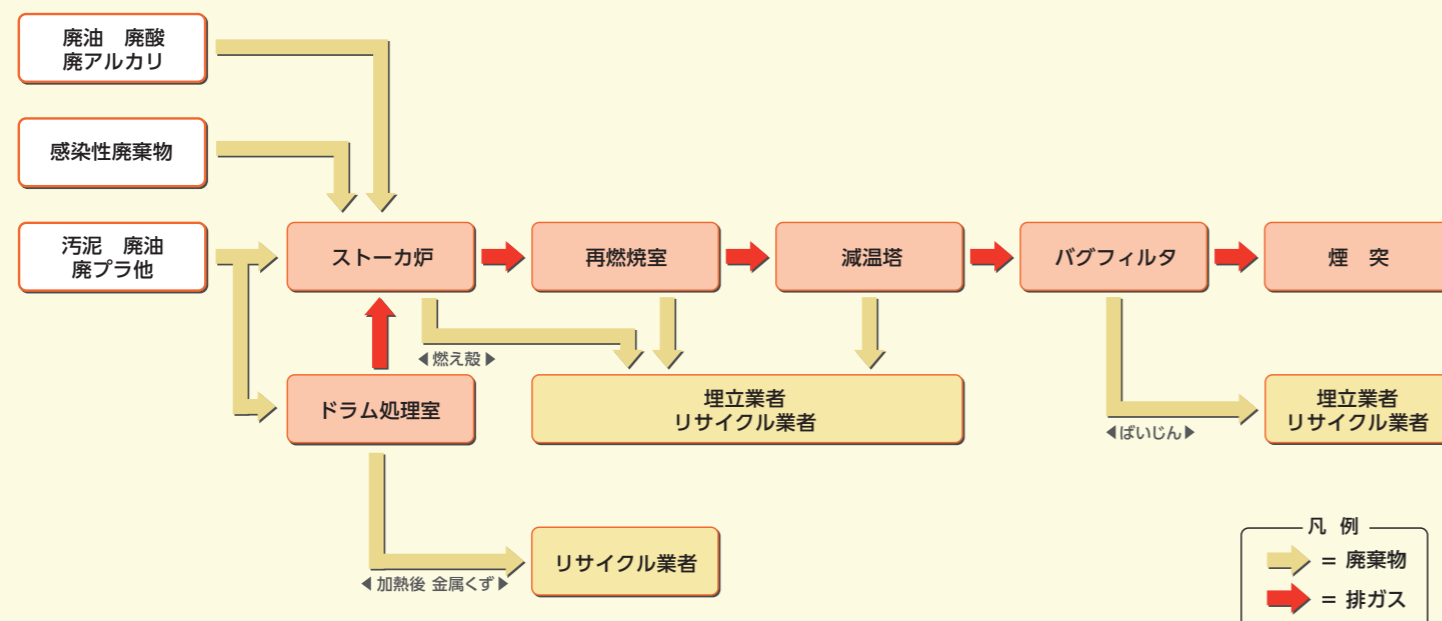 廃油　廃酸
廃アルカリ
感染性廃棄物
汚泥　廃油
廃プラ他
ストーカ炉
再燃焼室
減温塔
バグフィルタ
煙　突
◀燃え殻▶
ドラム処理室
埋立業者
リサイクル業者
◀ばいじん▶
埋立業者
リサイクル業者
◀加熱後 金属くず▶
リサイクル業者
凡 例
= 廃棄物
= 排ガス